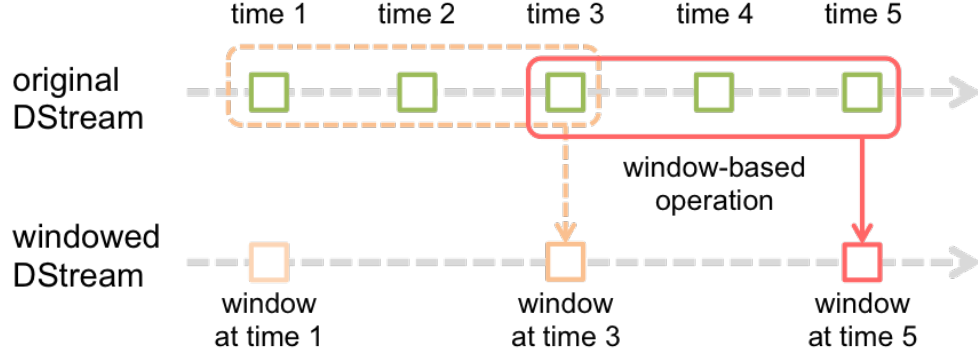 time 1 time 2 time 3 time 4 time 5
original
DStream
window-based
operation
windowed
DStream
window
at time 1
window
at time 3
window
at time 5